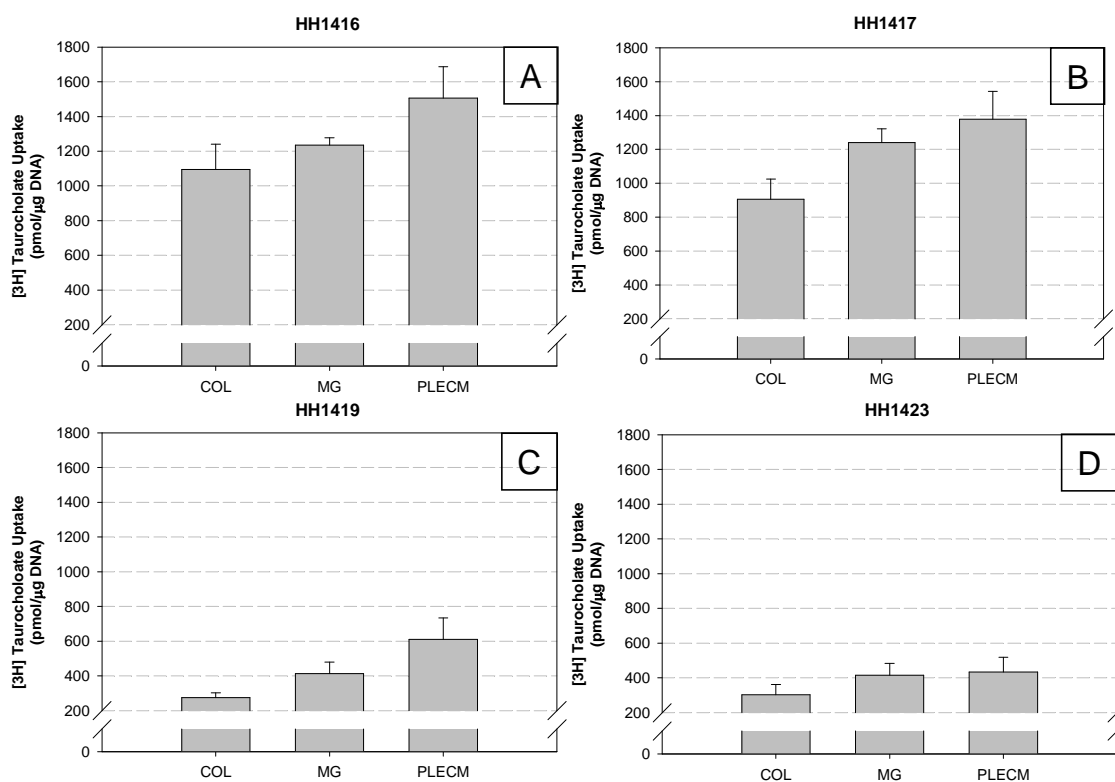 HH1416
A
[3H] Taurocholate Uptake
(pmol/µg DNA)
1800
1600
1400
1200
1000
800
600
400
200
0
COL MG PLECM
HH1417
B
[3H] Taurocholate Uptake
(pmol/µg DNA)
1800
1600
1400
1200
1000
800
600
400
200
0
COL MG PLECM
HH1419
C
[3H] Tauroholoate Uptake
(pmol/µg DNA)
1800
1600
1400
1200
1000
800
600
400
200
0
COL MG PLECM
HH1423
D
[3H] Taurocholate Uptake
(pmol/µg DNA)
1800
1600
1400
1200
1000
800
600
400
200
0
COL MG PLECM